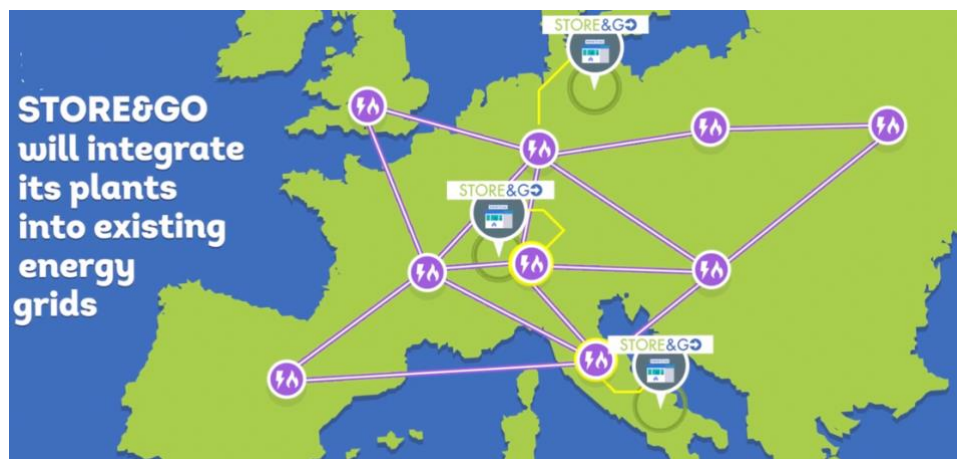 STORE&GO
STORE&GO
will integrate
its plants
into existing
energy
grids
STORE&GO
STORE&GO